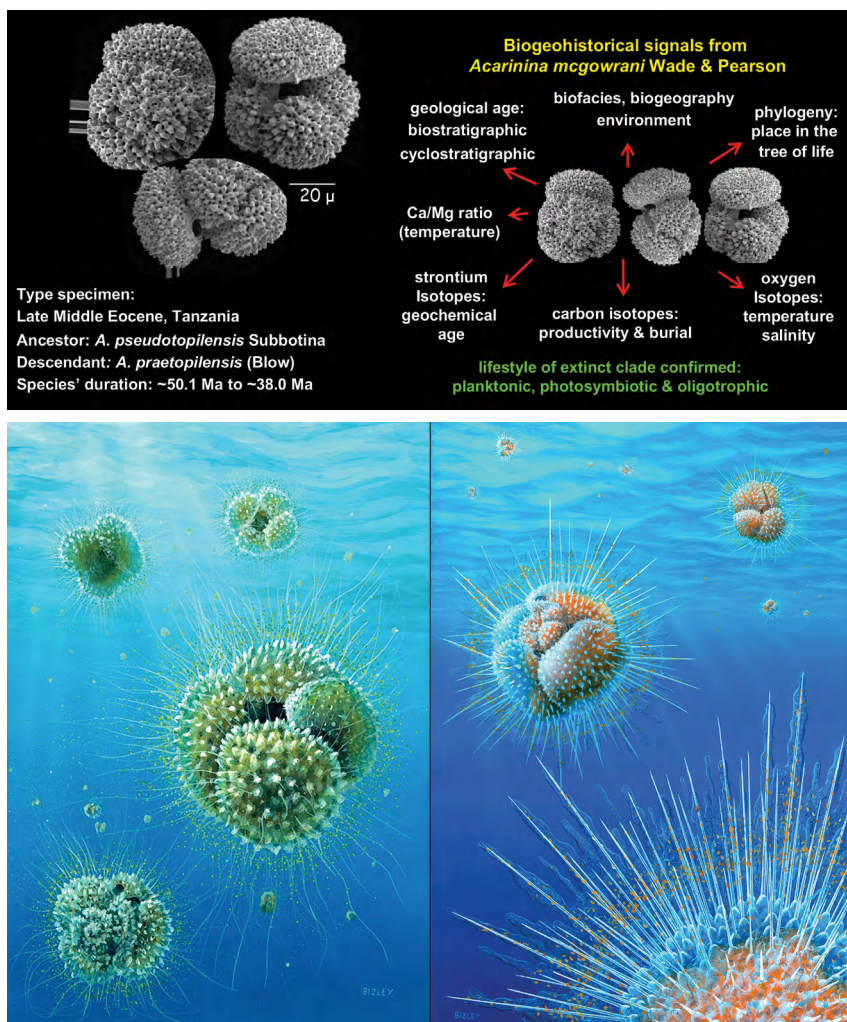 20 µ
Type specimen:
Late Middle Eocene, Tanzania
Ancestor: A. pseudotopilensis Subbotina
Descendant: A. praetopilensis (Blow)
Species' duration: ~50.1 Ma to ~38.0 Ma
Biogeohistorical signals from
Acarinina mcgowrani Wade & Pearson
geological age:
biostratigraphic
cyclostratigraphic
biofacies, biogeography
environment
phylogeny:
place in the
tree of life
Ca/Mg ratio
(temperature)
strontium
Isotopes:
geochemical
age
carbon isotopes:
productivity & burial
oxygen
Isotopes:
temperature
salinity
lifestyle of extinct clade confirmed:
planktonic, photosymbiotic & oligotrophic
BIZLEY
BIZLEY